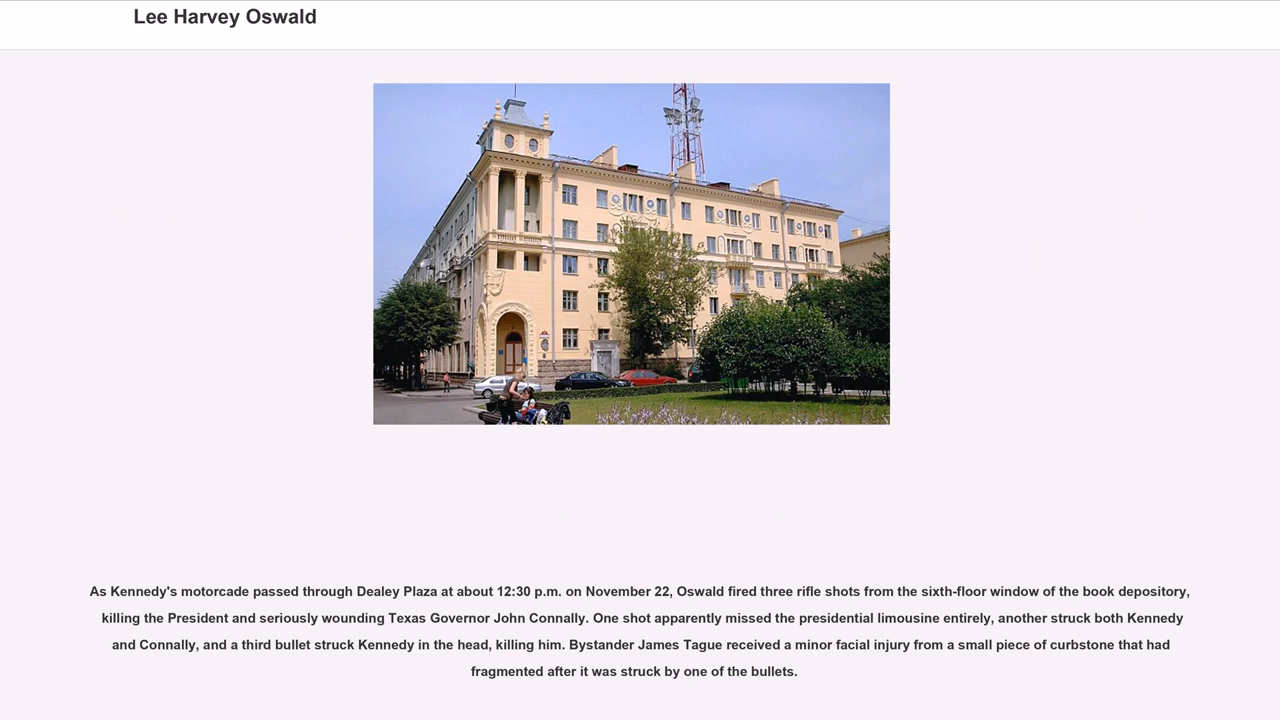 Lee Harvey Oswald
As Kennedy's motorcade passed through Dealey Plaza at about 12:30 p.m. on November 22, Oswald fired three rifle shots from the sixth-floor window of the book depository,
killing the President and seriously wounding Texas Governor John Connally. One shot apparently missed the presidential limousine entirely, another struck both Kennedy
and Connally, and a third bullet struck Kennedy in the head, killing him. Bystander James Tague received a minor facial injury from a small piece of curbstone that had
fragmented after it was struck by one of the bullets.